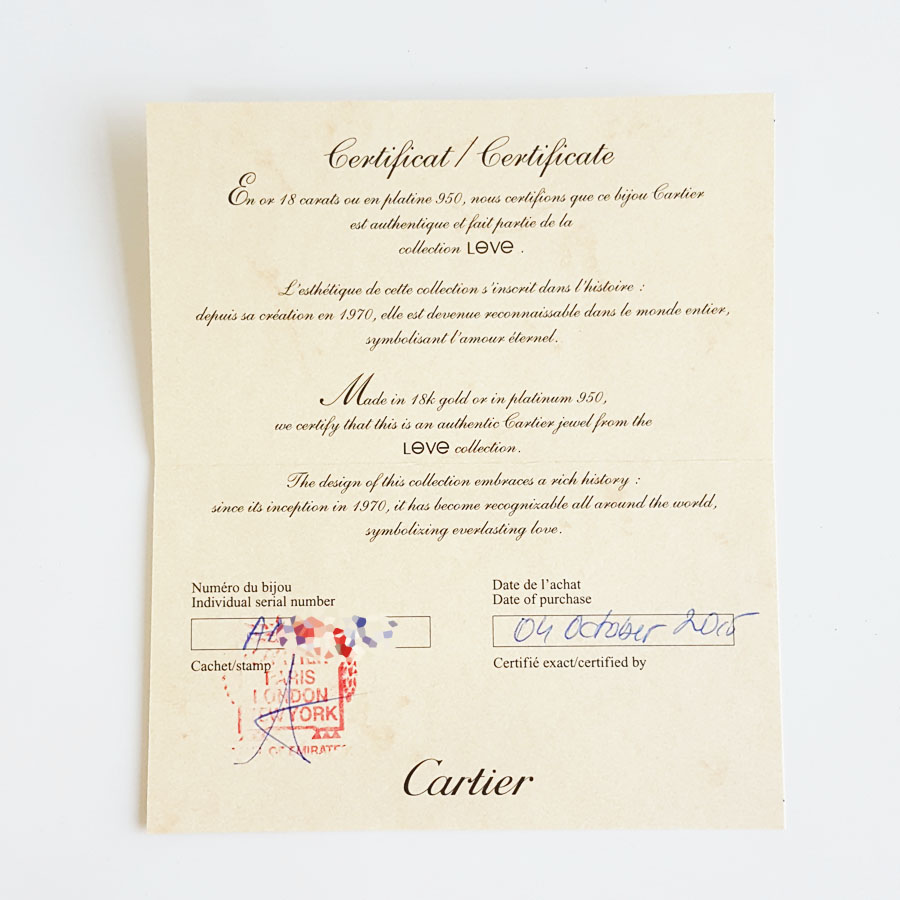 Certificat / Certificate
En or 18 carats ou en platine 950, nous certifions que ce bijou Cartier
est authentique et fait partie de la
collection LOVE .
L'esthétique de cette collection s'inscrit dans l'histoire :
depuis sa création en 1970, elle est devenue reconnaissable dans le monde entier,
symbolisant l'amour éternel.
Made in 18k gold or in platinum 950,
we certify that this is an authentic Cartier jewel from the
LOVE collection.
The design of this collection embraces a rich history :
since its inception in 1970, it has become recognizable all around the world,
symbolizing everlasting love.
Numéro du bijou
Individual serial number
Date de l'achat
Date of purchase
04 October 2015
Cachet/stamp
Certifié exact/certified by
PARIS
LONDON
NEW YORK
Cartier